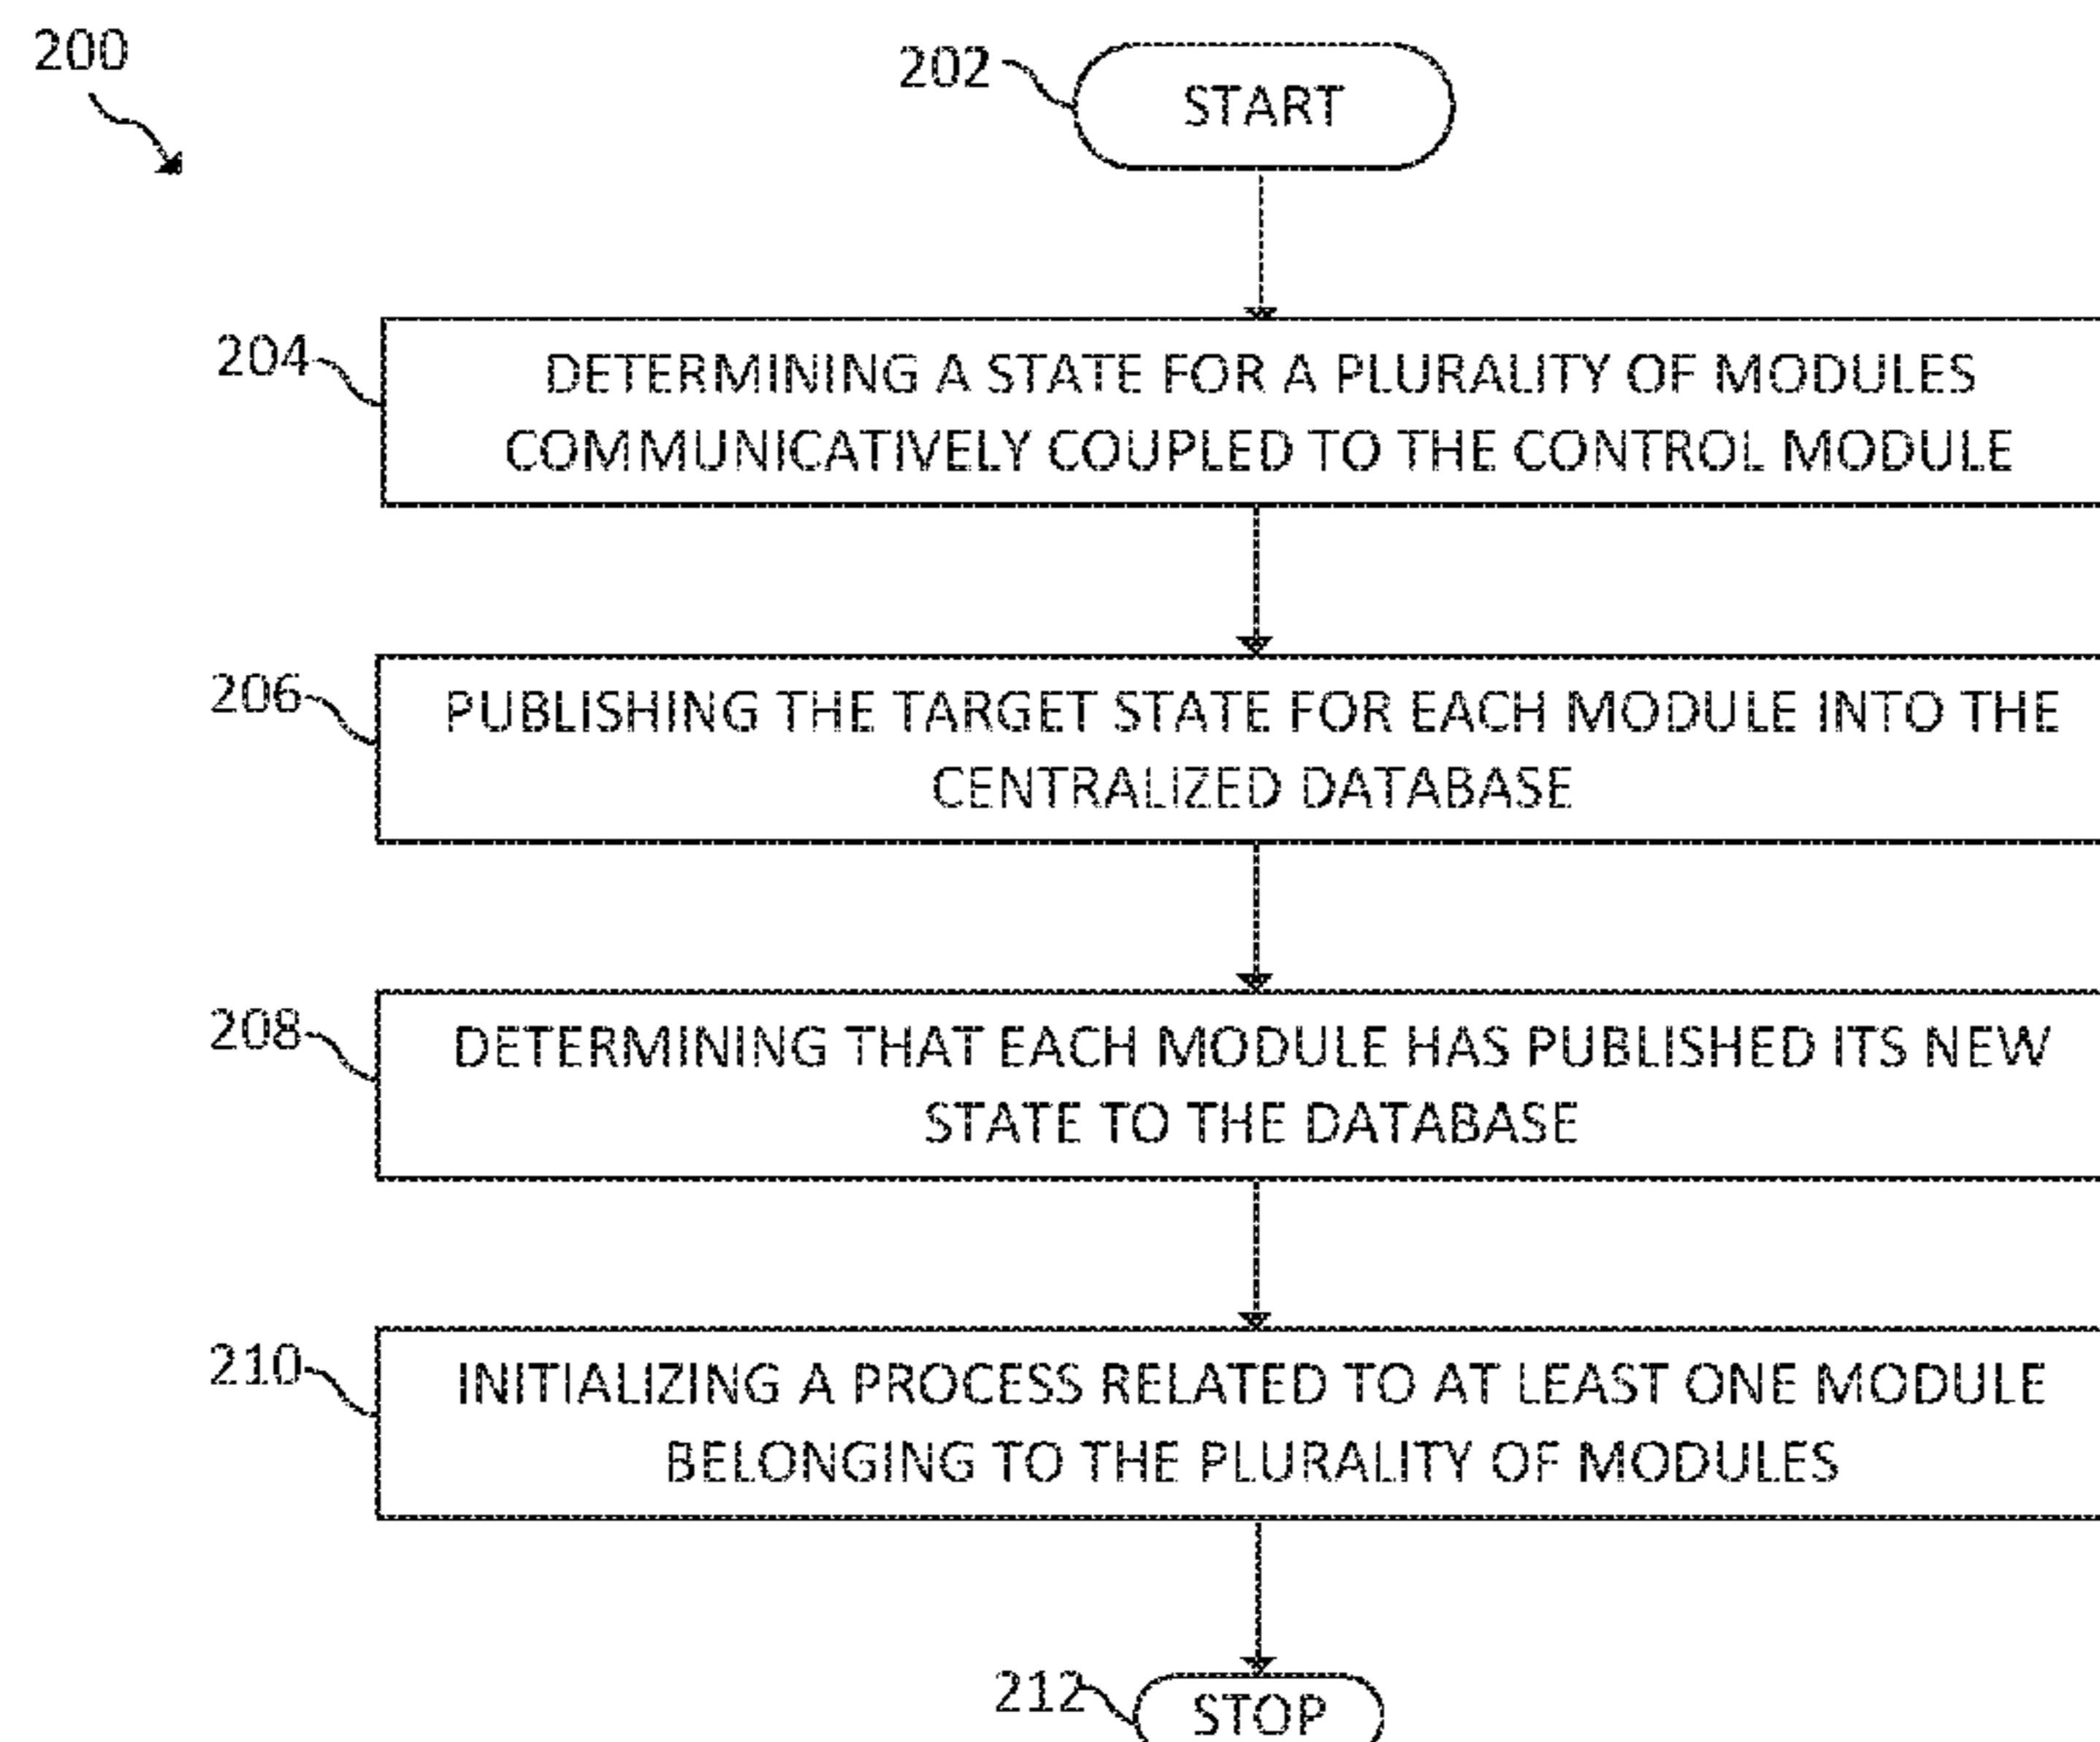 200
202
START
204
DETERMINING A STATE FOR A PLURALITY OF MODULES
COMMUNICATIVELY COUPLED TO THE CONTROL MODULE
206
PUBLISHING THE TARGET STATE FOR EACH MODULE INTO THE
CENTRALIZED DATABASE
208
DETERMINING THAT EACH MODULE HAS PUBLISHED ITS NEW
STATE TO THE DATABASE
210
INITIALIZING A PROCESS RELATED TO AT LEAST ONE MODULE
BELONGING TO THE PLURALITY OF MODULES
212
STOP